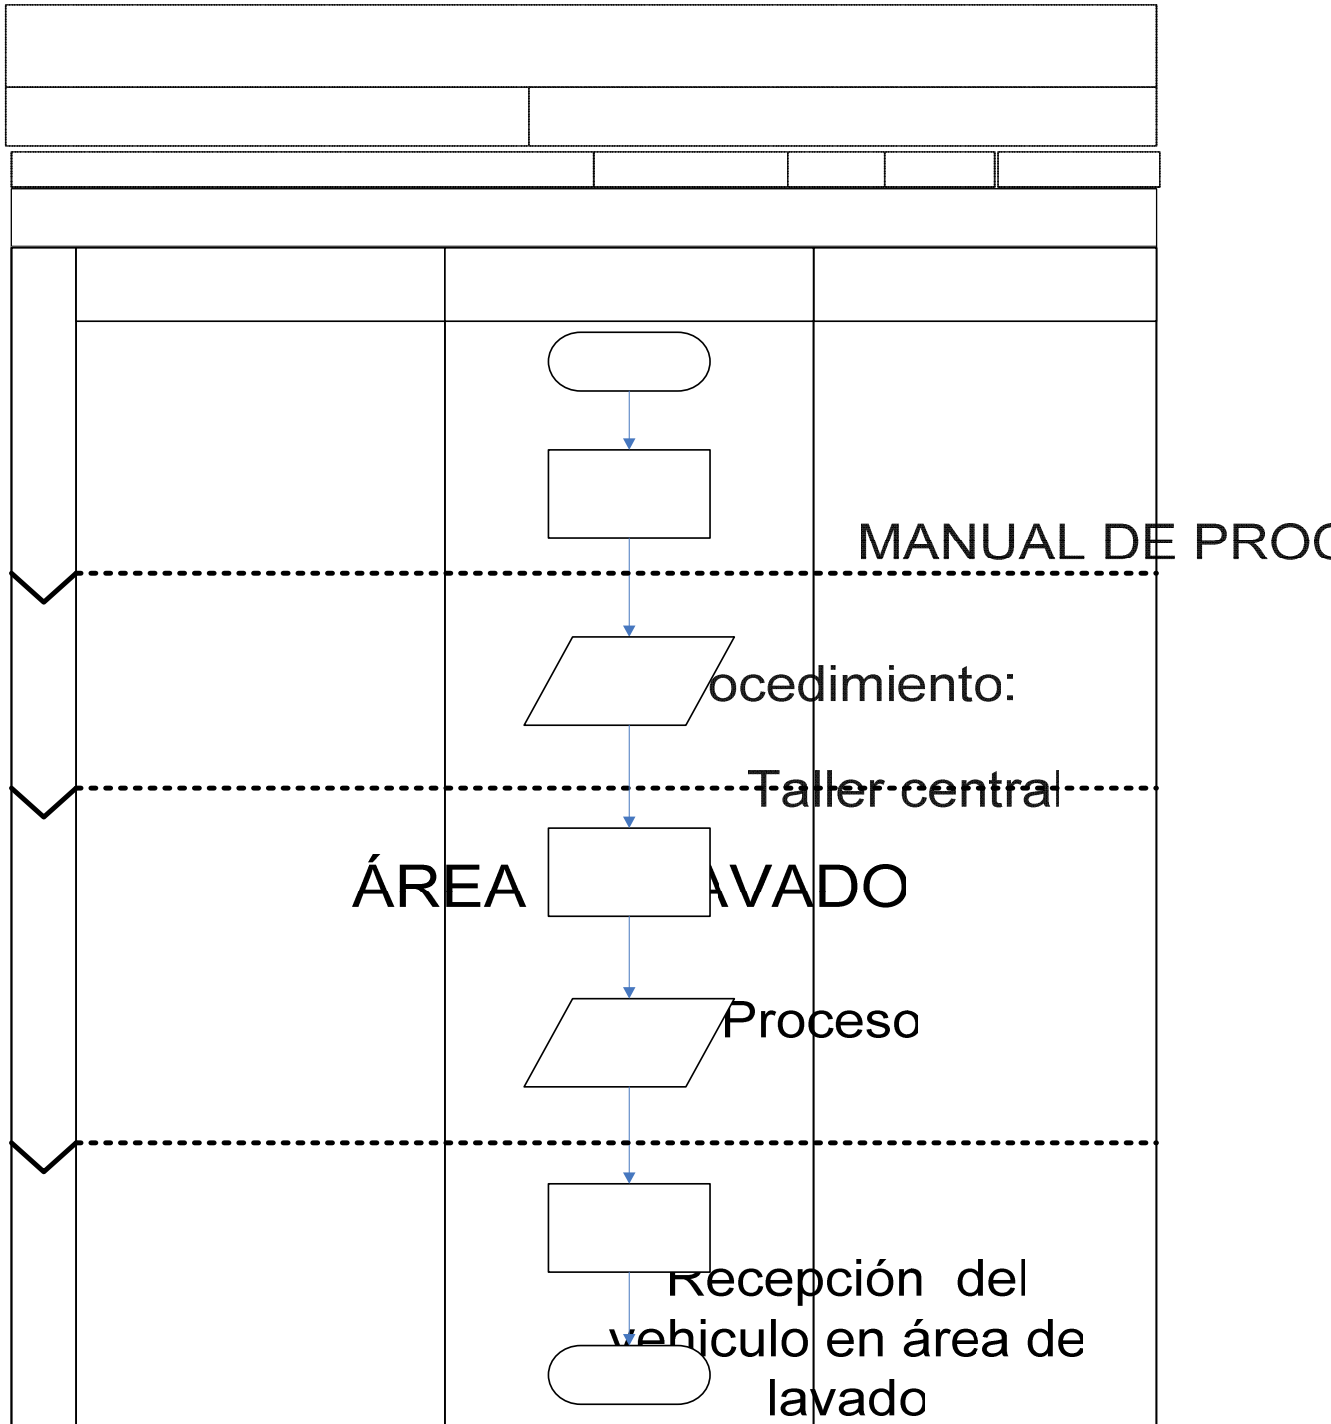 MANUAL DE PROC
ocedimiento:
Taller central
ÁREA AVADO
Proceso
Recepción del
vehiculo en área de
lavado